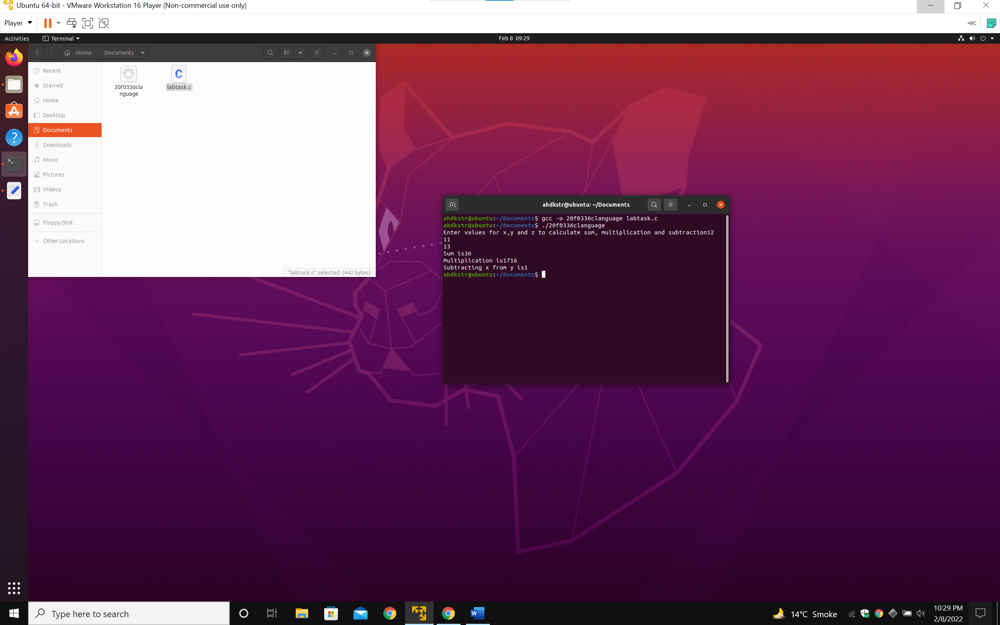 Ubuntu 64-bit - VMware Workstation 16 Player (Non-commercial use only)
Player
Activities
Terminal
Feb 8 09:29
Home
Documents
Recent
Starred
Home
Desktop
Documents
Downloads
Music
Pictures
Videos
Trash
Floppy Disk
Other Locations
20f0336cla
nguage
C
labtask.c
"labtask.c" selected (442 bytes)
ahdkstr@ubuntu: ~/Documents
ahdkstr@ubuntu:~/Documents$ gcc -o 20f0336clanguage labtask.c
ahdkstr@ubuntu:~/Documents$ ./20f0336clanguage
Enter values for x,y and z to calculate sum, multiplication and subtraction12
11
13
Sum is36
Multiplication is1716
Subtracting x from y is1
ahdkstr@ubuntu:~/Documents$
Type here to search
W
14°C Smoke
10:29 PM
2/8/2022